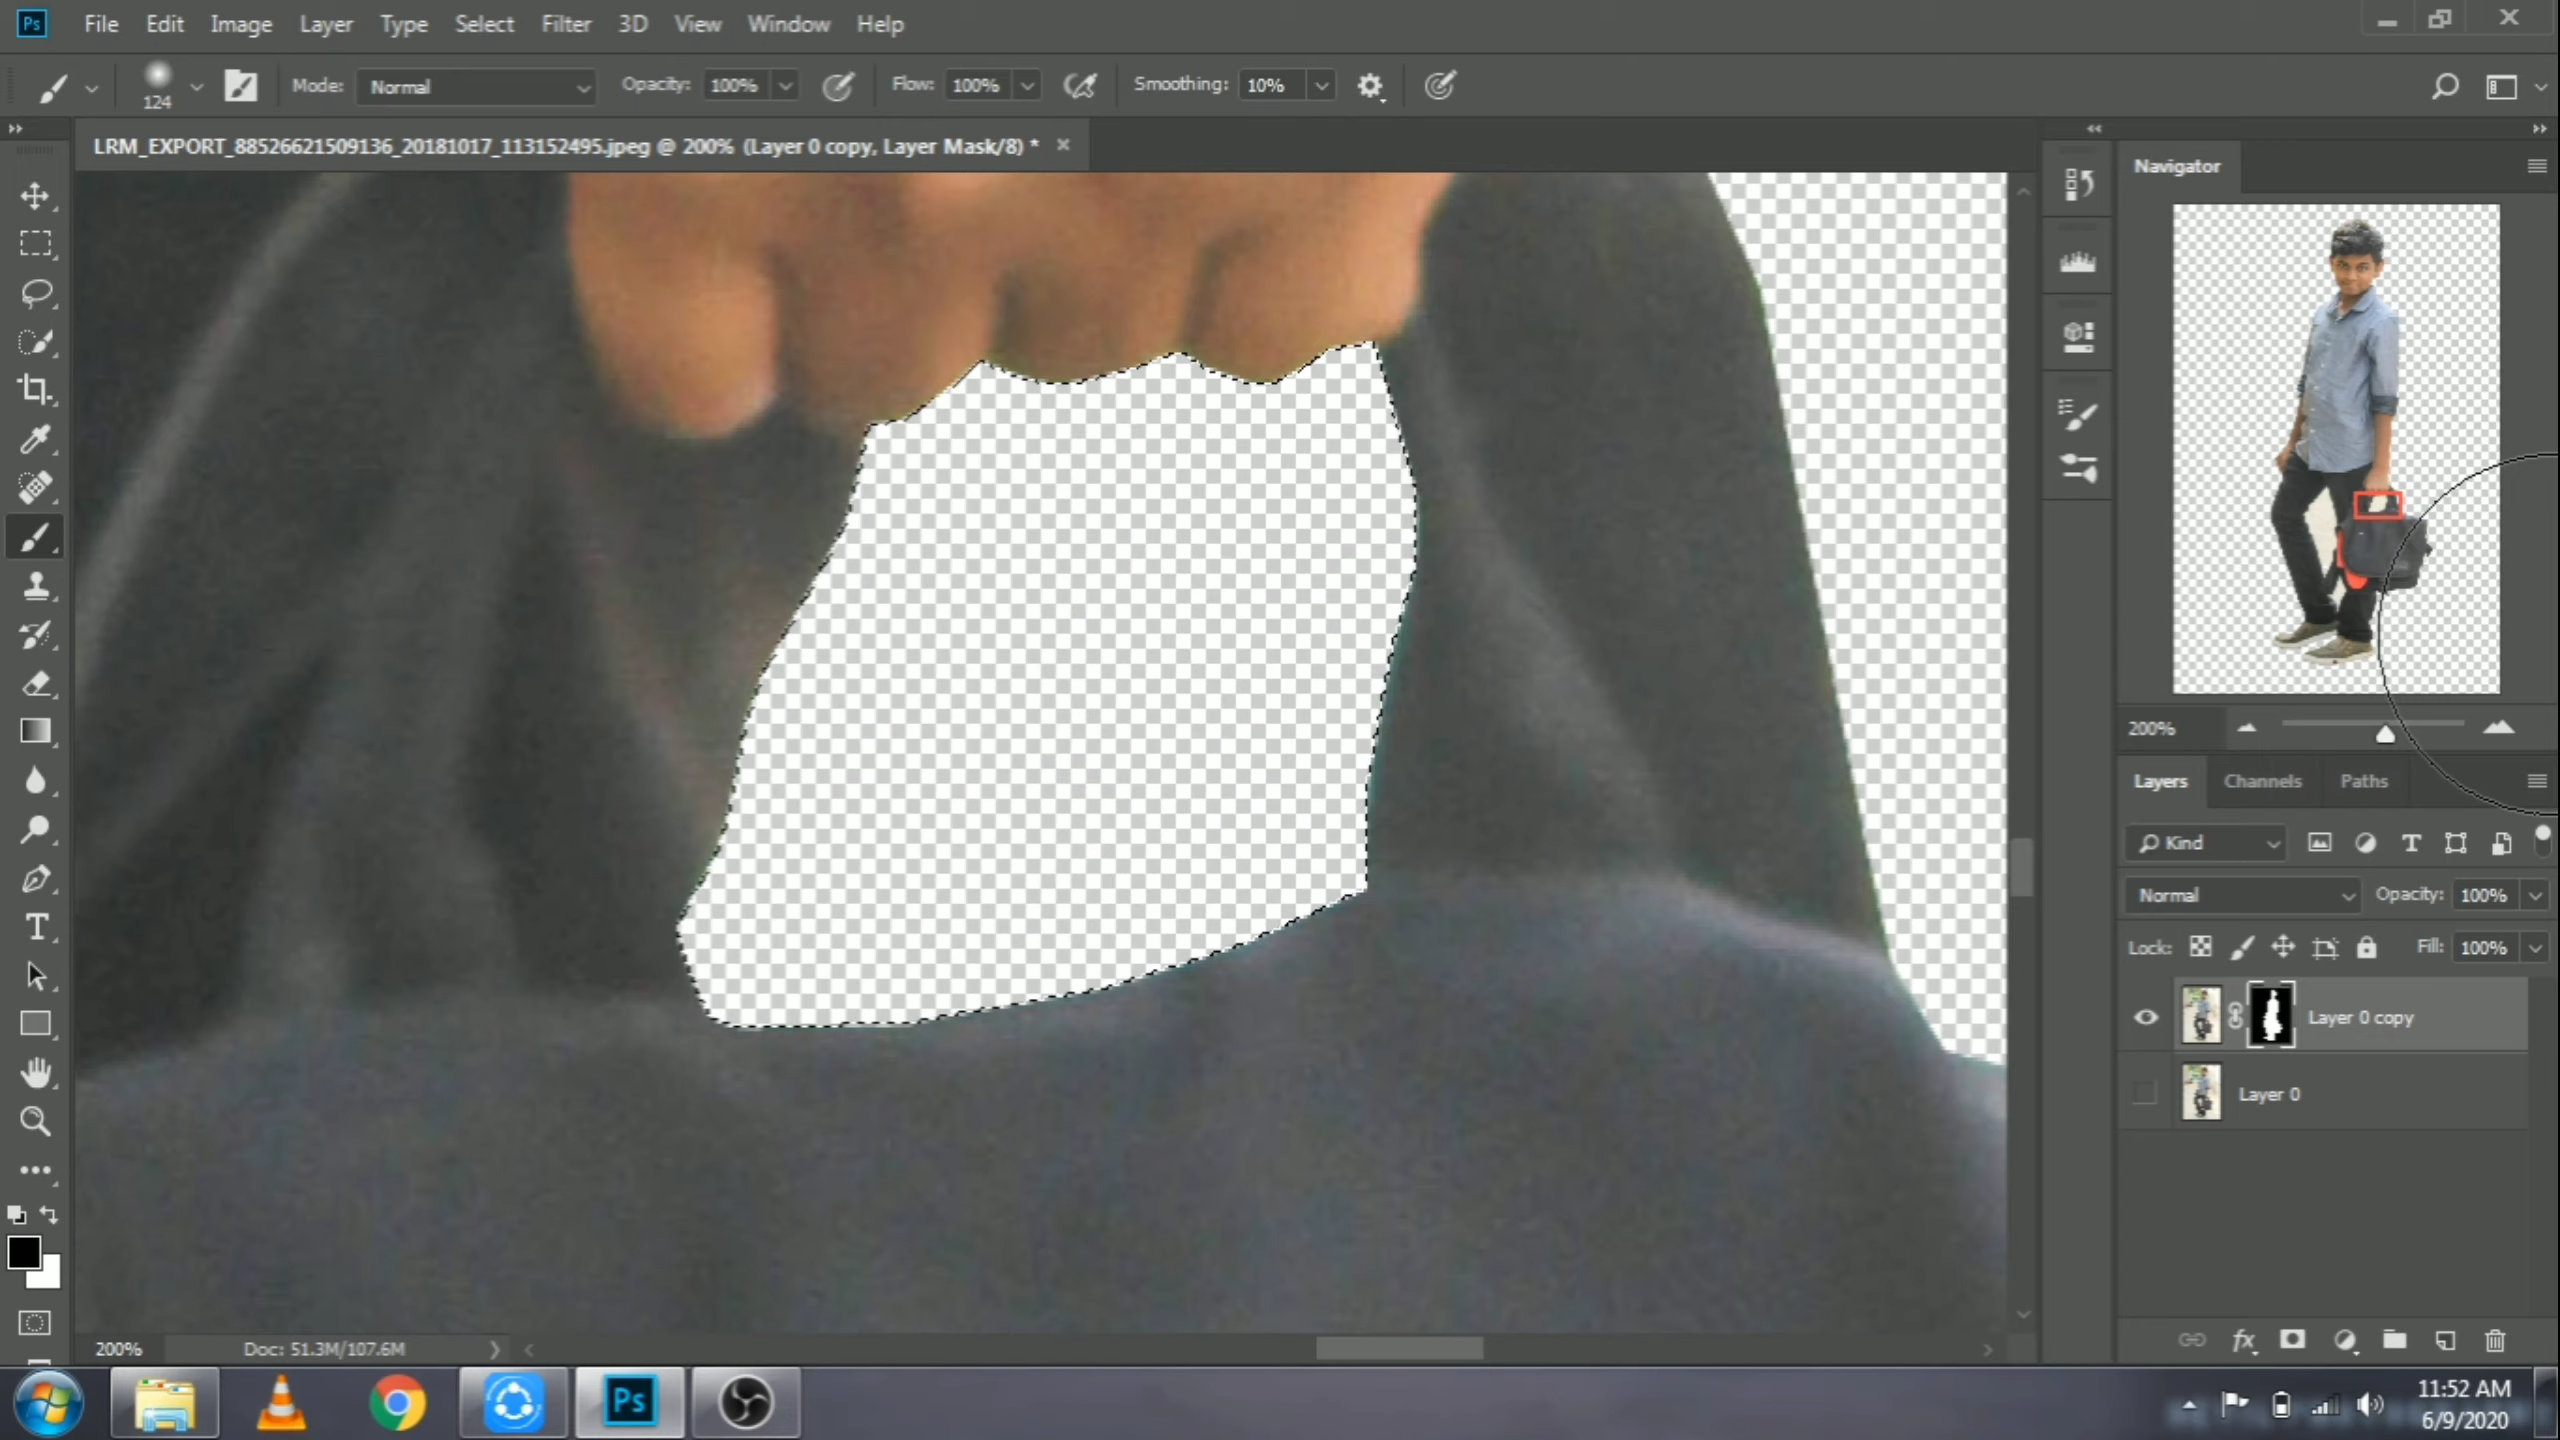 Ps File Edit Image Layer Type Select Filter 3D View Window Help
124 Mode: Normal Opacity: 100% Flow: 100% Smoothing: 10%
LRM_EXPORT_88526621509136_20181017_113152495.jpeg @ 200% (Layer 0 copy, Layer Mask/8) *
Navigator
200%
Layers Channels Paths
Kind
Normal Opacity: 100%
Lock: Fill: 100%
Layer 0 copy
Layer 0
fx
200% Doc: 51.3M/107.6M
Ps
11:52 AM
6/9/2020